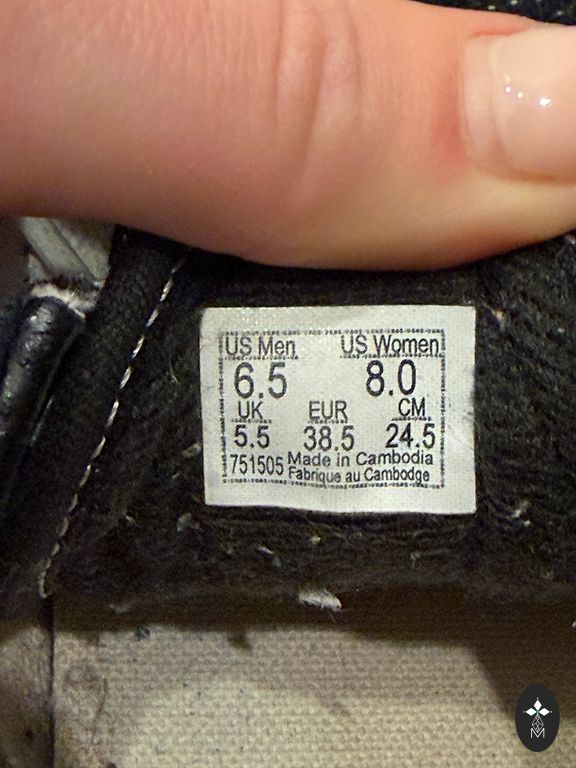 US Men US Women
6.5 8.0
UK EUR CM
5.5 38.5 24.5
751505 Made in Cambodia
Fabrique au Cambodge
M